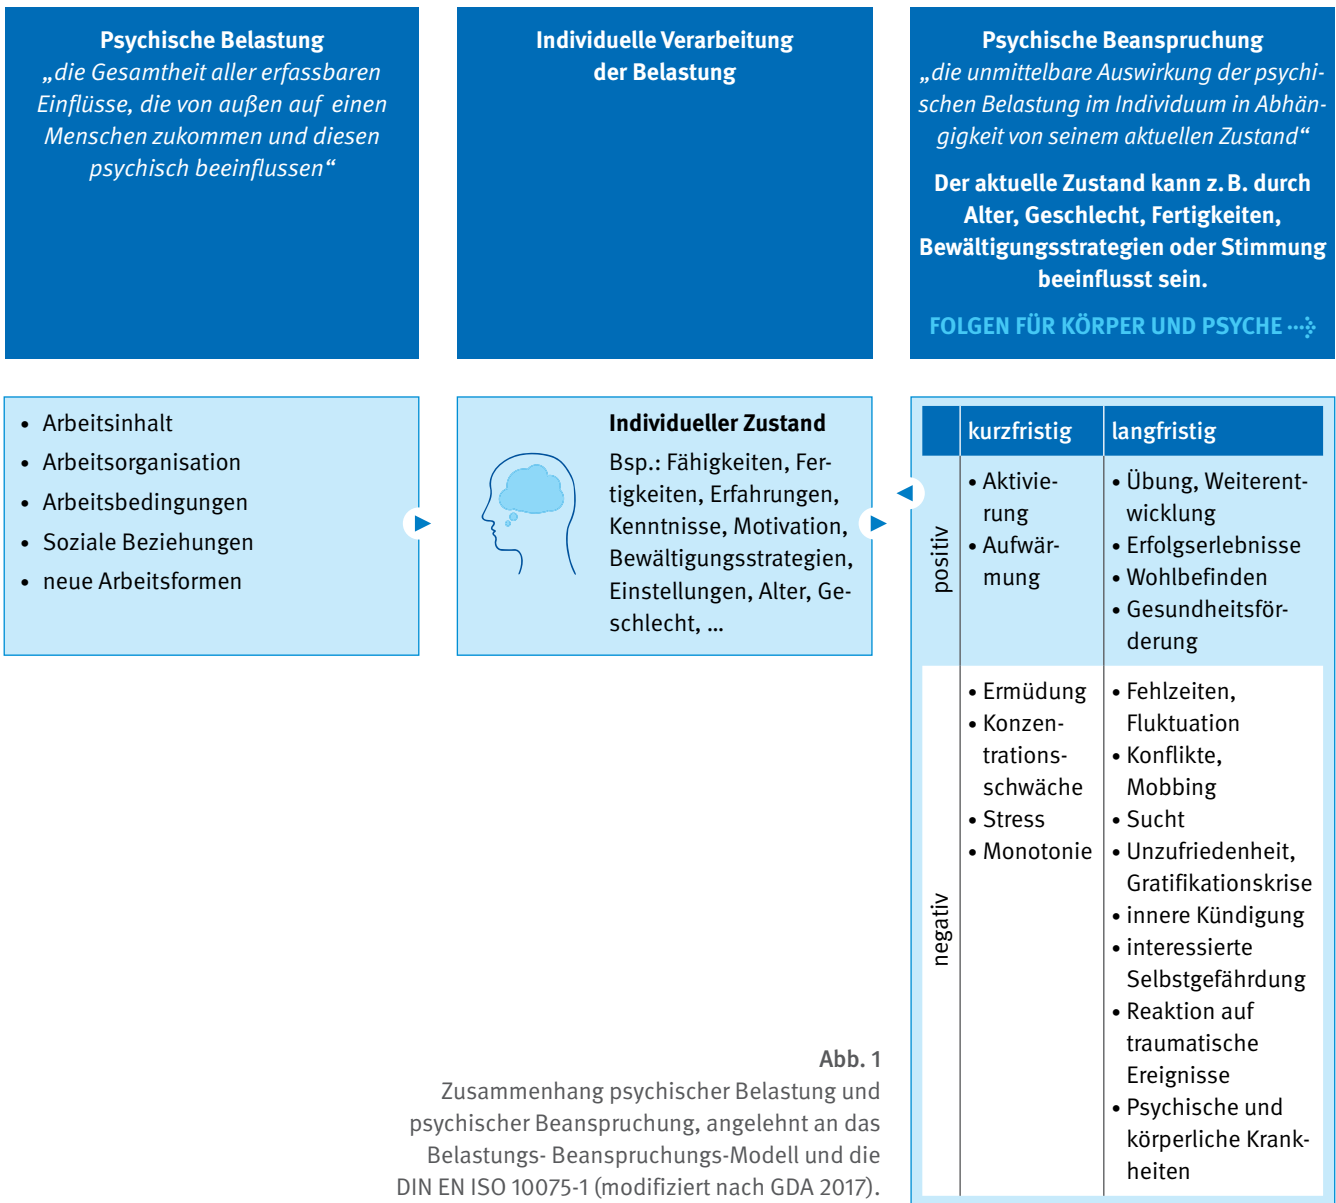 Psychische Belastung
„die Gesamtheit aller erfassbaren
Einflüsse, die von außen auf einen
Menschen zukommen und diesen
psychisch beeinflussen“
Individuelle Verarbeitung
der Belastung
Psychische Beanspruchung
„die unmittelbare Auswirkung der psychi-
schen Belastung im Individuum in Abhän-
gigkeit von seinem aktuellen Zustand“
Der aktuelle Zustand kann z. B. durch
Alter, Geschlecht, Fertigkeiten,
Bewältigungsstrategien oder Stimmung
beeinflusst sein.
FOLGEN FÜR KÖRPER UND PSYCHE
• Arbeitsinhalt
• Arbeitsorganisation
• Arbeitsbedingungen
• Soziale Beziehungen
• neue Arbeitsformen
Individueller Zustand
Bsp.: Fähigkeiten, Fer-
tigkeiten, Erfahrungen,
Kenntnisse, Motivation,
Bewältigungsstrategien,
Einstellungen, Alter, Ge-
schlecht, ...
kurzfristig
langfristig
positiv
• Aktivie-
rung
• Aufwär-
mung
• Übung, Weiterent-
wicklung
• Erfolgserlebnisse
• Wohlbefinden
• Gesundheitsför-
derung
negativ
• Ermüdung
• Konzen-
trations-
schwäche
• Stress
• Monotonie
• Fehlzeiten,
Fluktuation
• Konflikte,
Mobbing
• Sucht
• Unzufriedenheit,
Gratifikationskrise
• innere Kündigung
• interessierte
Selbstgefährdung
• Reaktion auf
traumatische
Ereignisse
• Psychische und
körperliche Krank-
heiten
Abb. 1
Zusammenhang psychischer Belastung und
psychischer Beanspruchung, angelehnt an das
Belastungs- Beanspruchungs-Modell und die
DIN EN ISO 10075-1 (modifiziert nach GDA 2017).